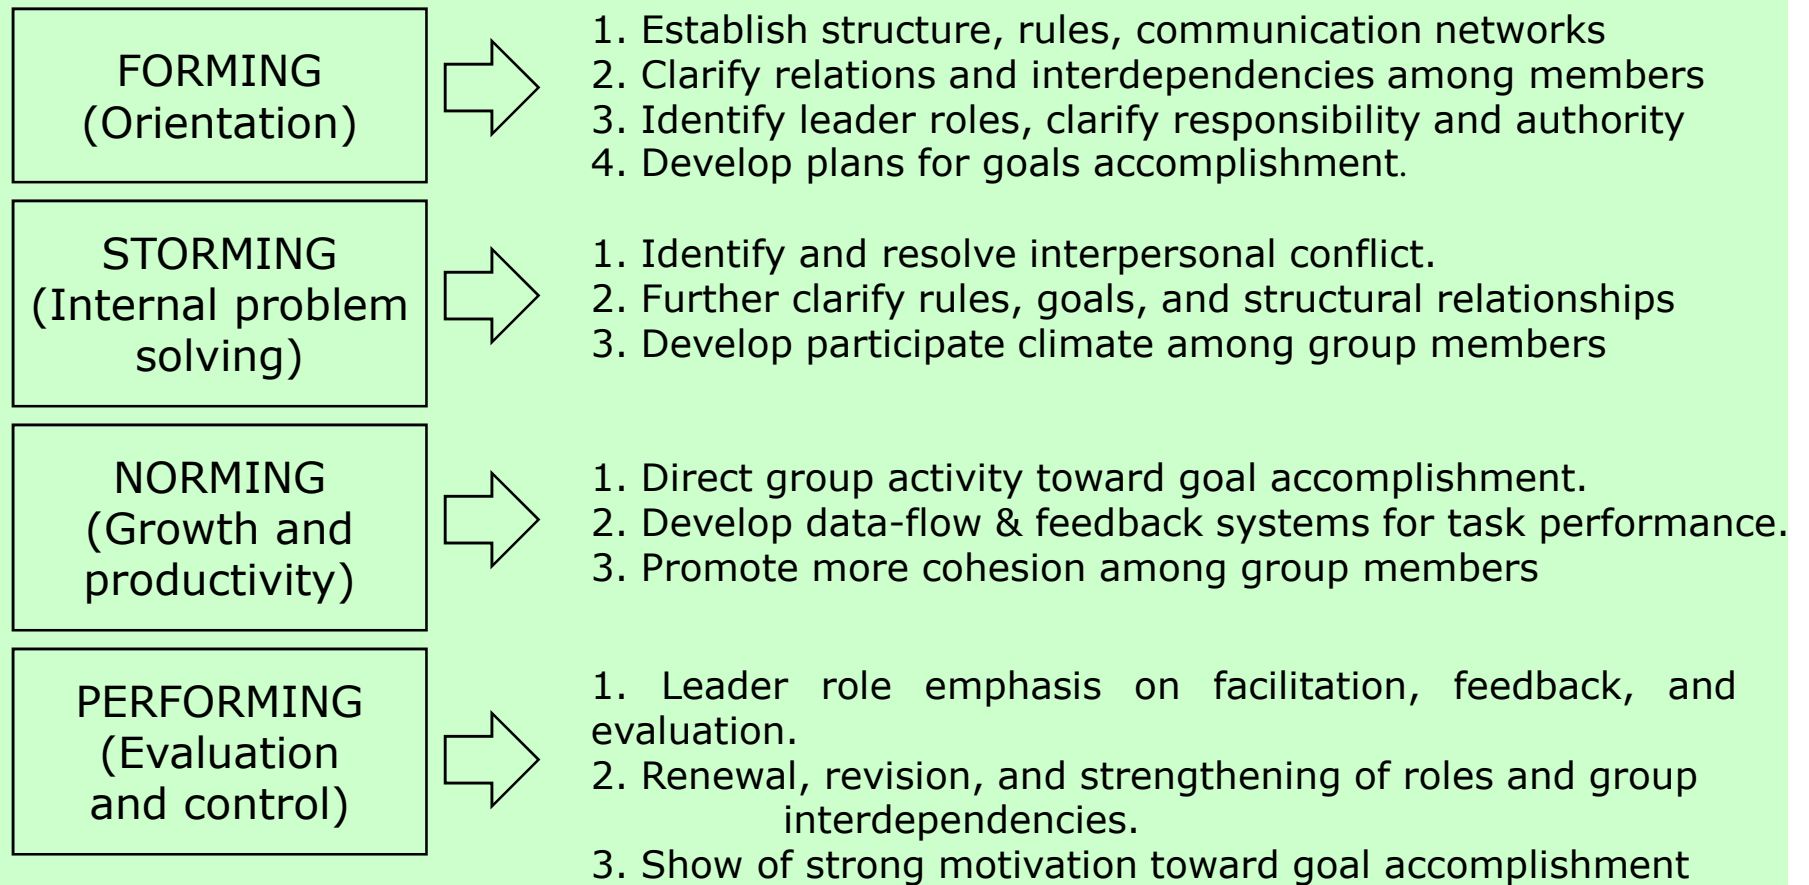 FORMING
(Orientation)
1. Establish structure, rules, communication networks
2. Clarify relations and interdependencies among members
3. Identify leader roles, clarify responsibility and authority
4. Develop plans for goals accomplishment.
STORMING
(Internal problem
solving)
1. Identify and resolve interpersonal conflict.
2. Further clarify rules, goals, and structural relationships
3. Develop participate climate among group members
NORMING
(Growth and
productivity)
1. Direct group activity toward goal accomplishment.
2. Develop data-flow & feedback systems for task performance.
3. Promote more cohesion among group members
PERFORMING
(Evaluation
and control)
1. Leader role emphasis on facilitation, feedback, and
evaluation.
2. Renewal, revision, and strengthening of roles and group
interdependencies.
3. Show of strong motivation toward goal accomplishment